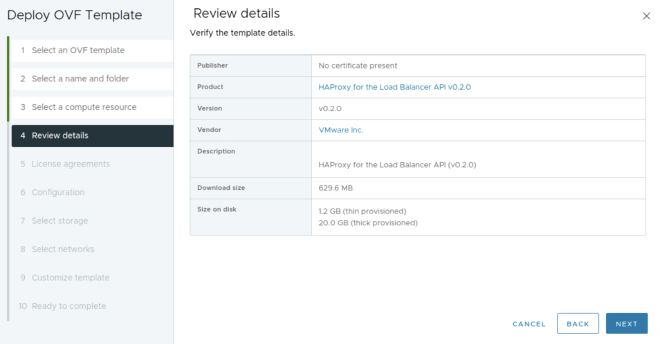 Deploy OVF Template
1 Select an OVF template
2 Select a name and folder
3 Select a compute resource
4 Review details
5 License agreements
6 Configuration
7 Select storage
8 Select networks
9 Customize template
10 Ready to complete
Review details
Verify the template details.
Publisher No certificate present
Product HAProxy for the Load Balancer API v0.2.0
Version v0.2.0
Vendor VMware Inc.
Description
HAProxy for the Load Balancer API (v0.2.0)
Download size 629.6 MB
Size on disk 1.2 GB (thin provisioned)
20.0 GB (thick provisioned)
CANCEL BACK NEXT